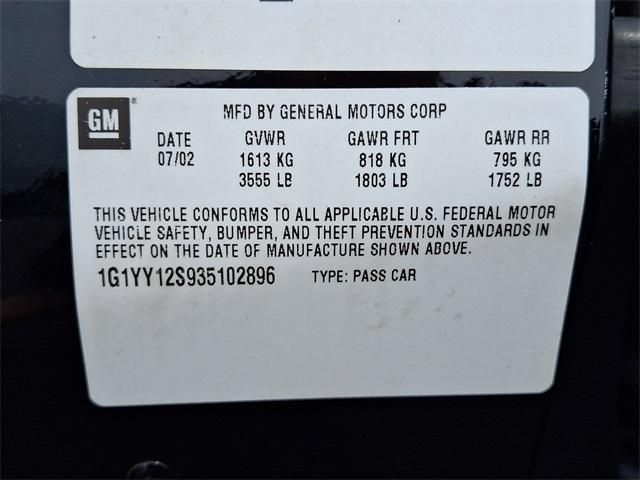 GM®
MFD BY GENERAL MOTORS CORP
DATE GVWR GAWR FRT GAWR RR
07/02 1613 KG 818 KG 795 KG
3555 LB 1803 LB 1752 LB
THIS VEHICLE CONFORMS TO ALL APPLICABLE U.S. FEDERAL MOTOR
VEHICLE SAFETY, BUMPER, AND THEFT PREVENTION STANDARDS IN
EFFECT ON THE DATE OF MANUFACTURE SHOWN ABOVE.
1G1YY12S935102896 TYPE: PASS CAR